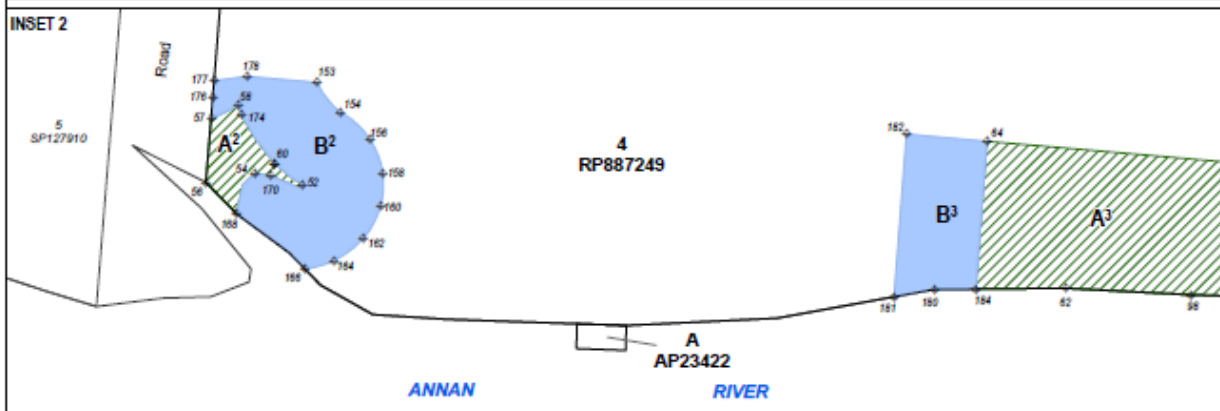 INSET 2
Road
177
178
153
176
58
154
57
174
5
SP127910
A²
B²
156
4
RP887249
182
64
60
54
170
52
158
56
168
160
B³
A³
162
164
166
181
180
184
62
98
A
AP23422
ANNAN RIVER